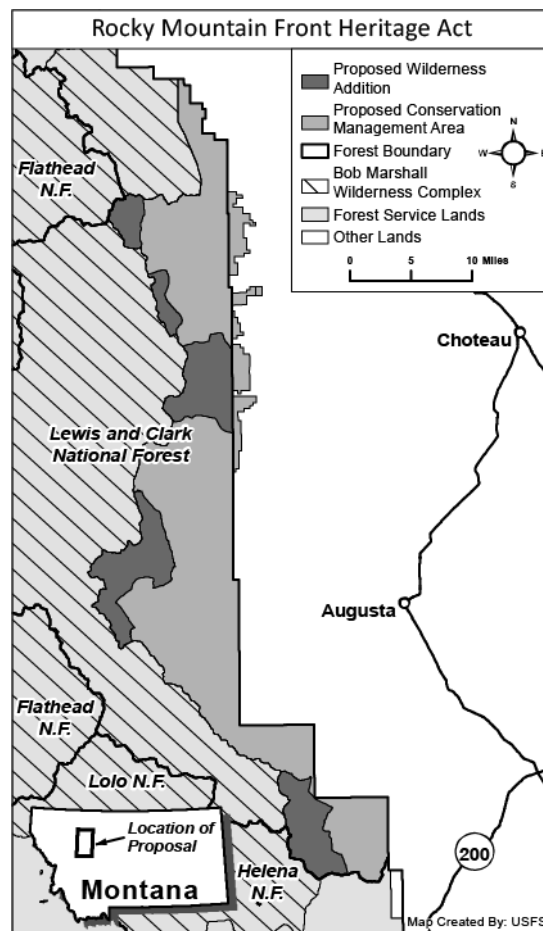 Rocky Mountain Front Heritage Act
Proposed Wilderness
Addition
Proposed Conservation
Management Area
Forest Boundary
Bob Marshall
Wilderness Complex
Forest Service Lands
Other Lands
N
W
E
S
0 5 10 Miles
Flathead
N.F.
Choteau
Lewis and Clark
National Forest
Augusta
Flathead
N.F.
Lolo N.F.
Location of
Proposal
Montana
Helena
N.F.
200
Map Created By: USFS